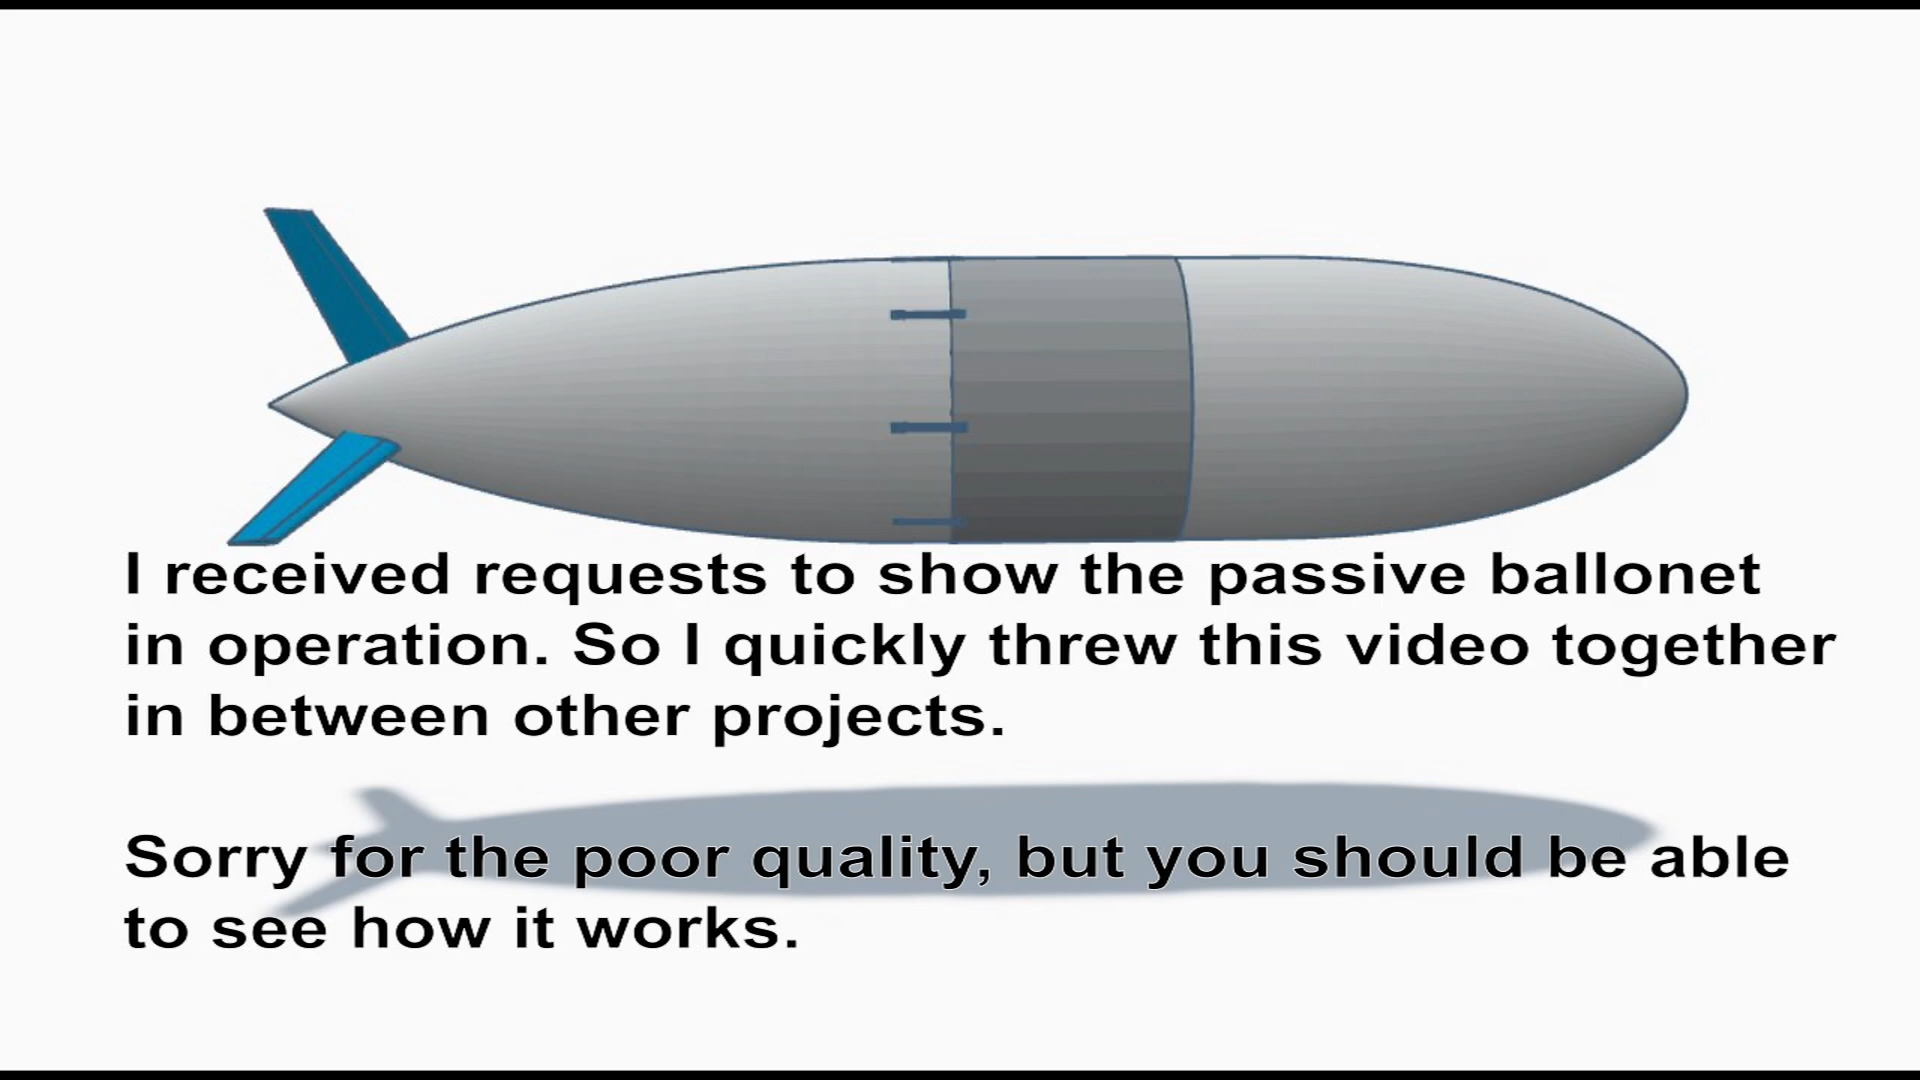 I received requests to show the passive ballonet
in operation. So I quickly threw this video together
in between other projects.
Sorry for the poor quality, but you should be able
to see how it works.